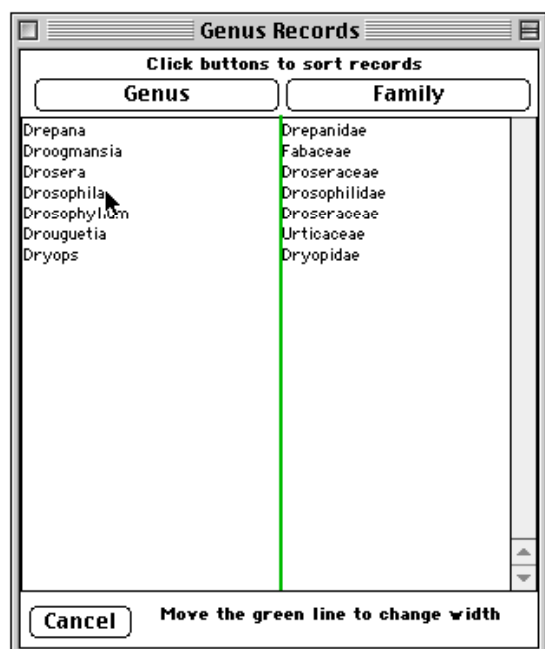 Genus Records
Click buttons to sort records
Genus Family
Drepana Drepanidae
Droogmansia Fabaceae
Drosera Droseraceae
Drosophila Drosophilidae
Drosophyllum Droseraceae
Drouguetia Urticaceae
Dryops Dryopidae
Cancel Move the green line to change width